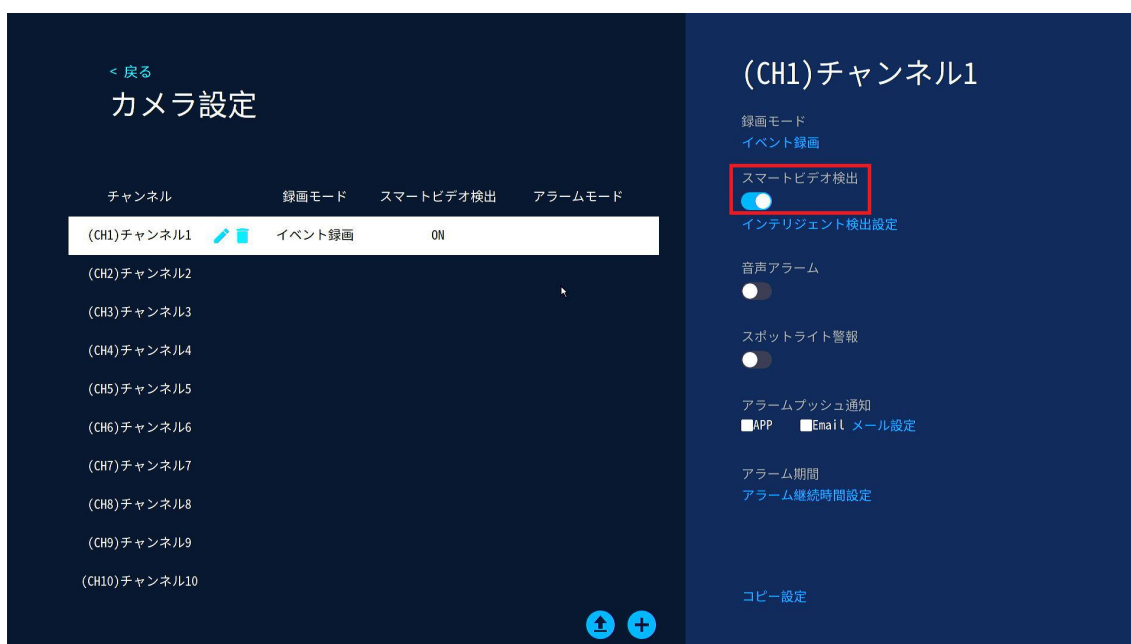 < 戻る
カメラ設定
チャンネル 録画モード スマートビデオ検出 アラームモード
(CH1)チャンネル1 イベント録画 ON
(CH2)チャンネル2
(CH3)チャンネル3
(CH4)チャンネル4
(CH5)チャンネル5
(CH6)チャンネル6
(CH7)チャンネル7
(CH8)チャンネル8
(CH9)チャンネル9
(CH10)チャンネル10
(CH1)チャンネル1
録画モード
イベント録画
スマートビデオ検出
インテリジェント検出設定
音声アラーム
スポットライト警報
アラームプッシュ通知
APP Email メール設定
アラーム期間
アラーム継続時間設定
コピー設定